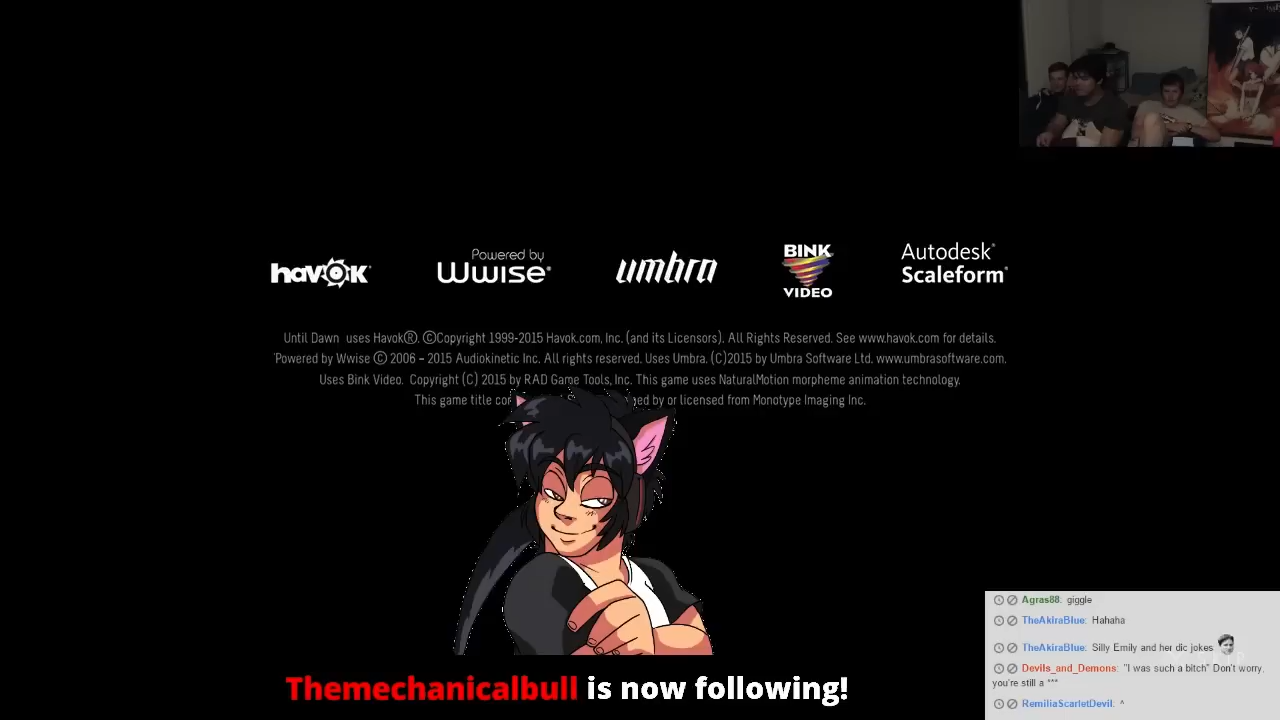 havok
Powered by
Wwise
umbra
BINK
VIDEO
Autodesk®
Scaleform®
Until Dawn uses Havok®. ©Copyright 1999-2015 Havok.com, Inc. (and its Licensors). All Rights Reserved. See www.havok.com for details.
Powered by Wwise © 2006 – 2015 Audiokinetic Inc. All rights reserved. Uses Umbra. (C)2015 by Umbra Software Ltd. www.umbrasoftware.com.
Uses Bink Video. Copyright (C) 2015 by RAD Game Tools, Inc. This game uses NaturalMotion morpheme animation technology.
This game title by or licensed from Monotype Imaging Inc.
Themechanicalbull is now following!
Agras88: giggle
TheAkiraBlue: Hahaha
TheAkiraBlue: Silly Emily and her dic jokes
Devils_and_Demons: "I was such a bitch" Don't worry,
you're still a ***
RemiliaScarletDevil: ^